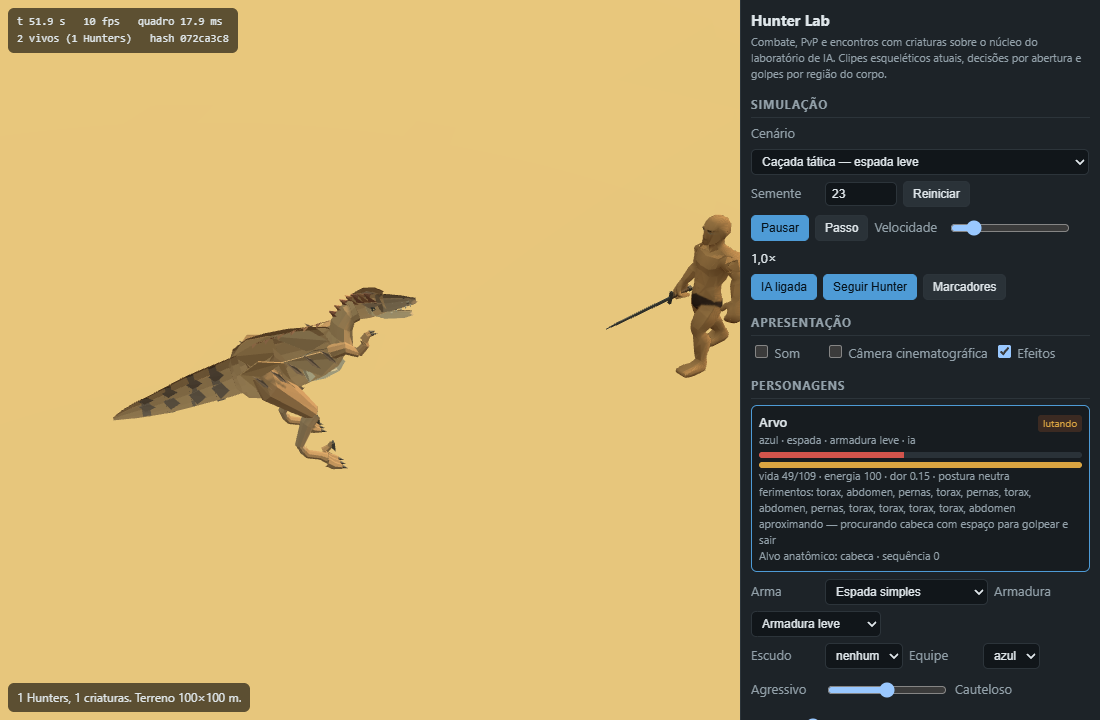 t 51.9 s   10 fps   quadro 17.9 ms
2 vivos (1 Hunters)   hash 072ca3c8
Hunter Lab
Combate, PvP e encontros com criaturas sobre o núcleo do
laboratório de IA. Clipes esqueléticos atuais, decisões por abertura e
golpes por região do corpo.
SIMULAÇÃO
Cenário
Caçada tática — espada leve
Semente 23 Reiniciar
Pausar Passo Velocidade
1,0×
IA ligada Seguir Hunter Marcadores
APRESENTAÇÃO
Som Câmera cinematográfica Efeitos
PERSONAGENS
Arvo lutando
azul · espada · armadura leve · ia
vida 49/109 · energia 100 · dor 0.15 · postura neutra
ferimentos: torax, abdomen, pernas, torax, pernas, torax,
abdomen, pernas, torax, torax, torax, torax, abdomen
aproximando — procurando cabeca com espaço para golpear e
sair
Alvo anatômico: cabeca · sequência 0
Arma Espada simples Armadura
Armadura leve
Escudo nenhum Equipe azul
Agressivo Cauteloso
1 Hunters, 1 criaturas. Terreno 100×100 m.